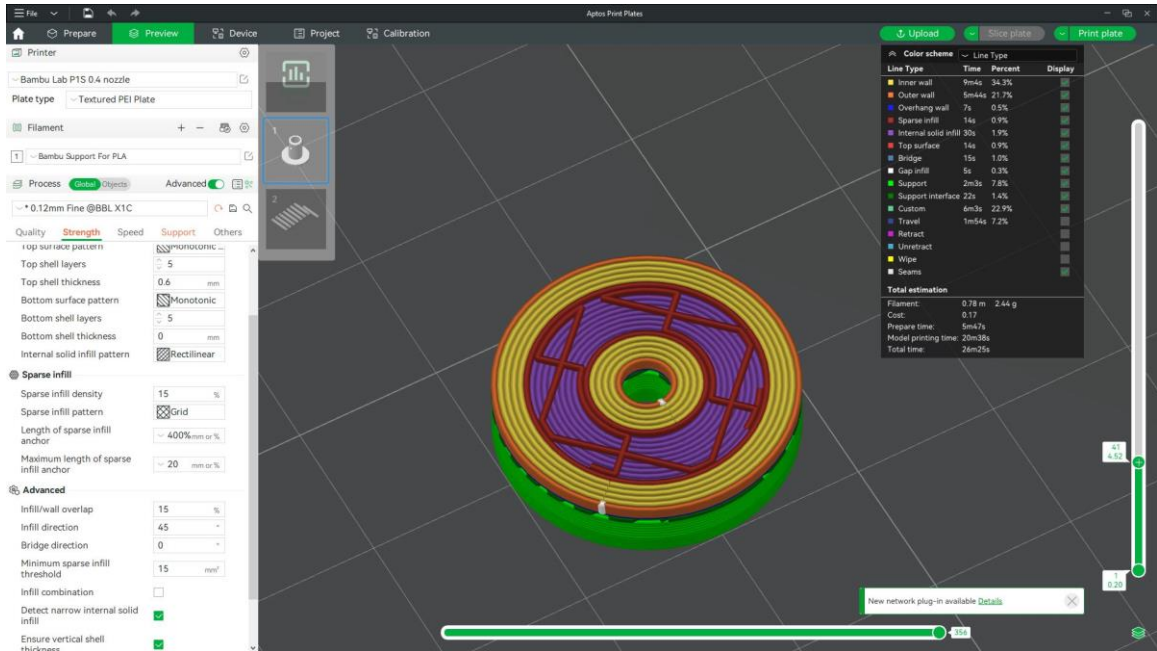 File
Aptos Print Plates
Prepare
Preview
Device
Project
Calibration
Upload
Slice plate
Print plate
Printer
Bambu Lab P1S 0.4 nozzle
Plate type Textured PEI Plate
Filament
1 Bambu Support For PLA
Process Global Objects Advanced
* 0.12mm Fine @BBL X1C
Quality Strength Speed Support Others
Top surface pattern Monotonic ...
Top shell layers 5
Top shell thickness 0.6 mm
Bottom surface pattern Monotonic
Bottom shell layers 5
Bottom shell thickness 0 mm
Internal solid infill pattern Rectilinear
Sparse infill
Sparse infill density 15 %
Sparse infill pattern Grid
Length of sparse infill
anchor 400% mm or %
Maximum length of sparse
infill anchor 20 mm or %
Advanced
Infill/wall overlap 15 %
Infill direction 45 °
Bridge direction 0 °
Minimum sparse infill
threshold 15 mm²
Infill combination
Detect narrow internal solid
infill
Ensure vertical shell
thickness
1
2
Color scheme Line Type
Line Type Time Percent Display
Inner wall 9m4s 34.3%
Outer wall 5m44s 21.7%
Overhang wall 7s 0.5%
Sparse infill 14s 0.9%
Internal solid infill 30s 1.9%
Top surface 14s 0.9%
Bridge 15s 1.0%
Gap infill 5s 0.3%
Support 2m3s 7.8%
Support interface 22s 1.4%
Custom 6m3s 22.9%
Travel 1m54s 7.2%
Retract
Unretract
Wipe
Seams
Total estimation
Filament: 0.78 m 2.44 g
Cost: 0.17
Prepare time: 5m47s
Model printing time: 20m38s
Total time: 26m25s
41
4.52
1
0.20
New network plug-in available Details
356